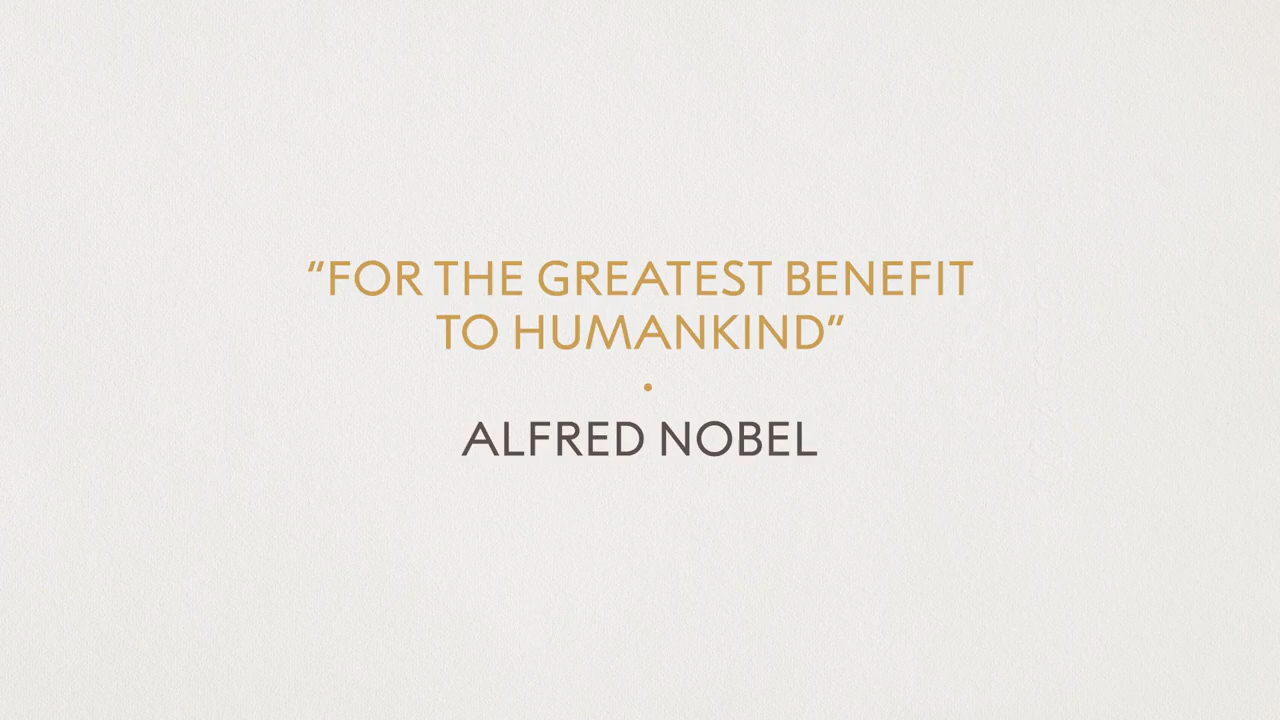 “FOR THE GREATEST BENEFIT
TO HUMANKIND”
•
ALFRED NOBEL